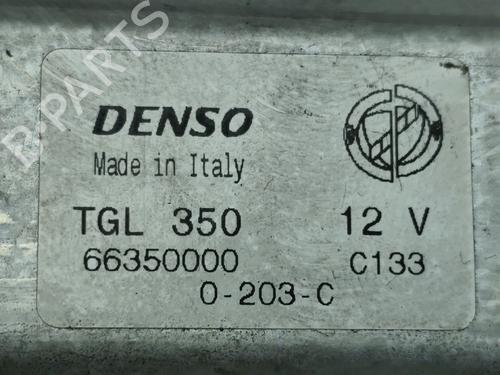 DENSO
Made in Italy
TGL 350 12 V
66350000 C133
0-203-C
B-PARTS